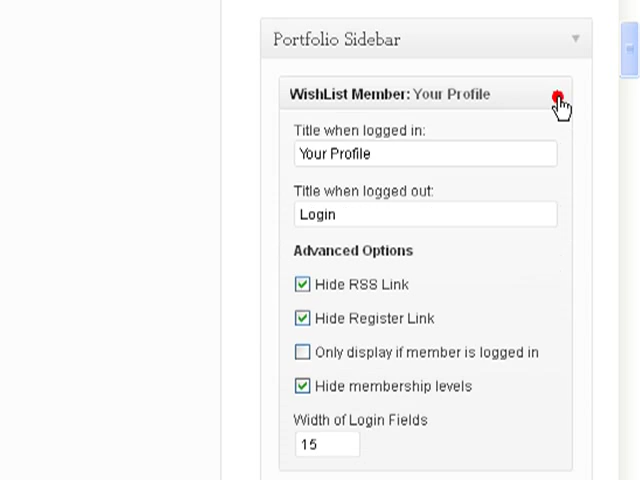 Portfolio Sidebar
WishList Member: Your Profile
Title when logged in:
Your Profile
Title when logged out:
Login
Advanced Options
Hide RSS Link
Hide Register Link
Only display if member is logged in
Hide membership levels
Width of Login Fields
15